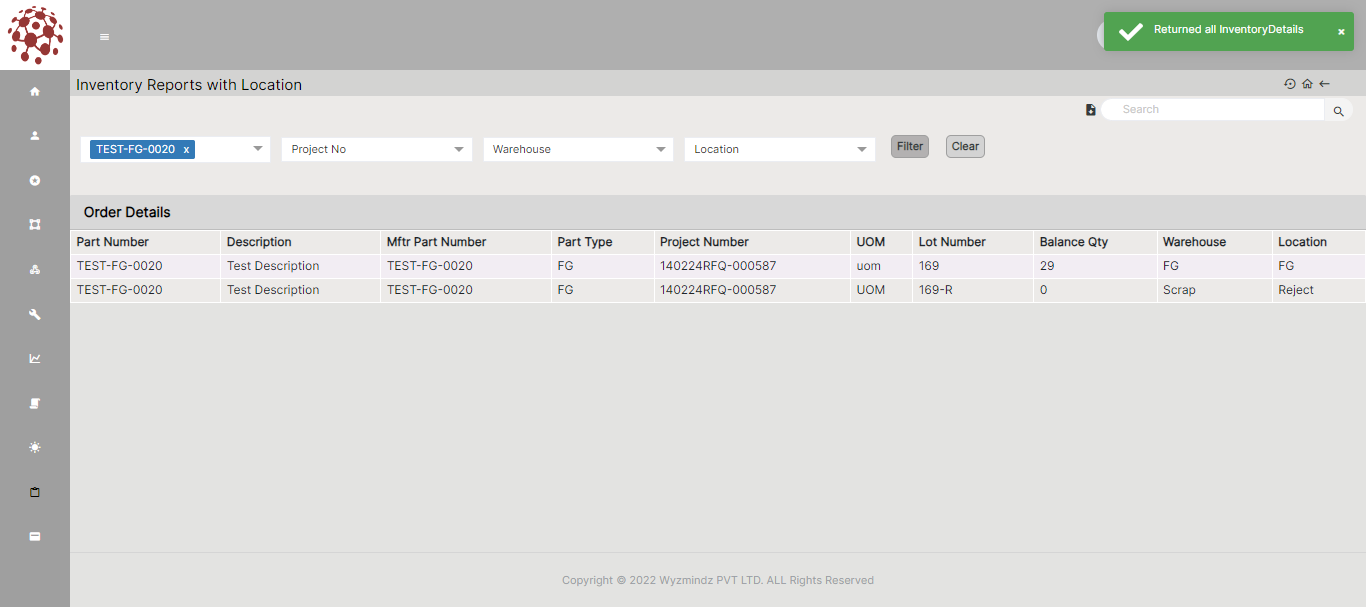 Returned all InventoryDetails ×
Inventory Reports with Location
Search
TEST-FG-0020 x Project No Warehouse Location Filter Clear
Order Details
Part Number Description Mftr Part Number Part Type Project Number UOM Lot Number Balance Qty Warehouse Location
TEST-FG-0020 Test Description TEST-FG-0020 FG 140224RFQ-000587 uom 169 29 FG FG
TEST-FG-0020 Test Description TEST-FG-0020 FG 140224RFQ-000587 UOM 169-R 0 Scrap Reject
Copyright © 2022 Wyzmindz PVT LTD. ALL Rights Reserved